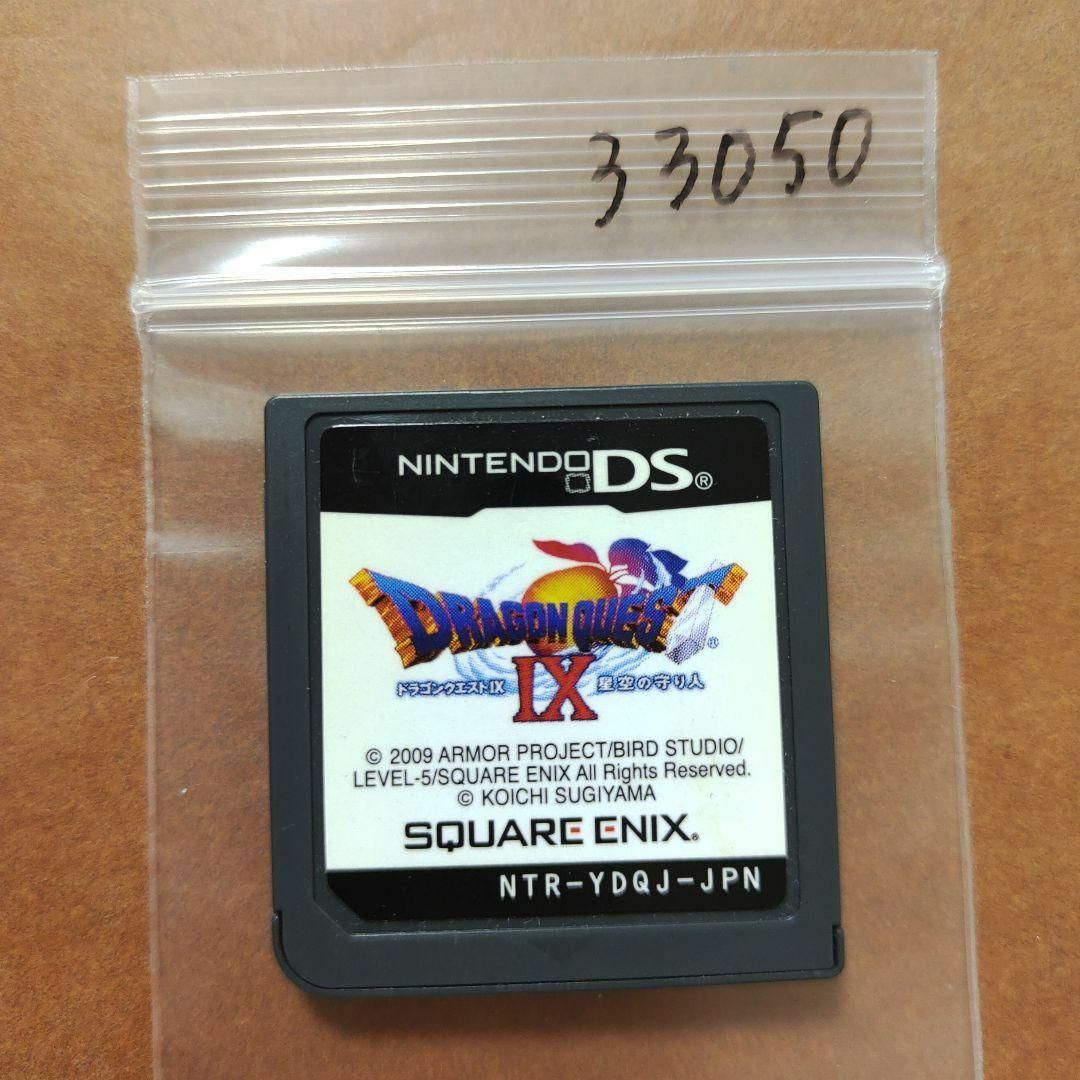 33050
NINTENDO DS®
DRAGON QUEST®
IX
ドラゴンクエストIX 星空の守り人
© 2009 ARMOR PROJECT/BIRD STUDIO/
LEVEL-5/SQUARE ENIX All Rights Reserved.
© KOICHI SUGIYAMA
SQUARE ENIX®
NTR-YDQJ-JPN